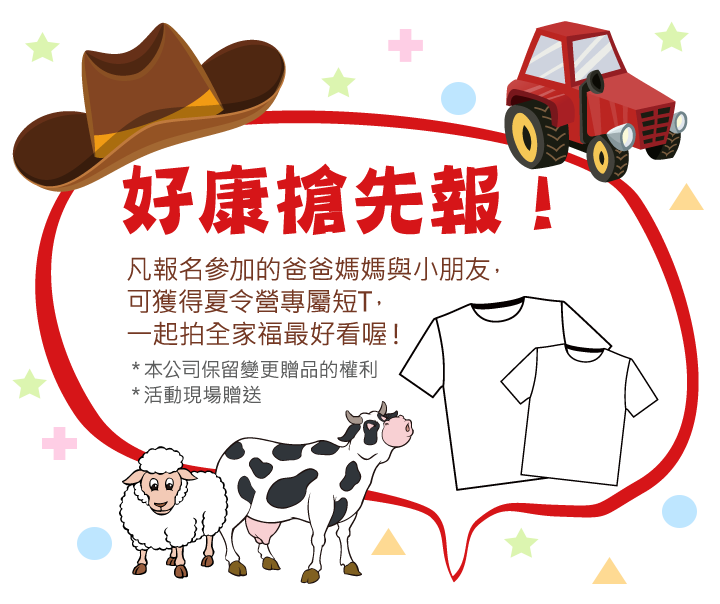 好康搶先報！
凡報名參加的爸爸媽媽與小朋友，
可獲得夏令營專屬短T，
一起拍全家福最好看喔！
*本公司保留變更贈品的權利
*活動現場贈送